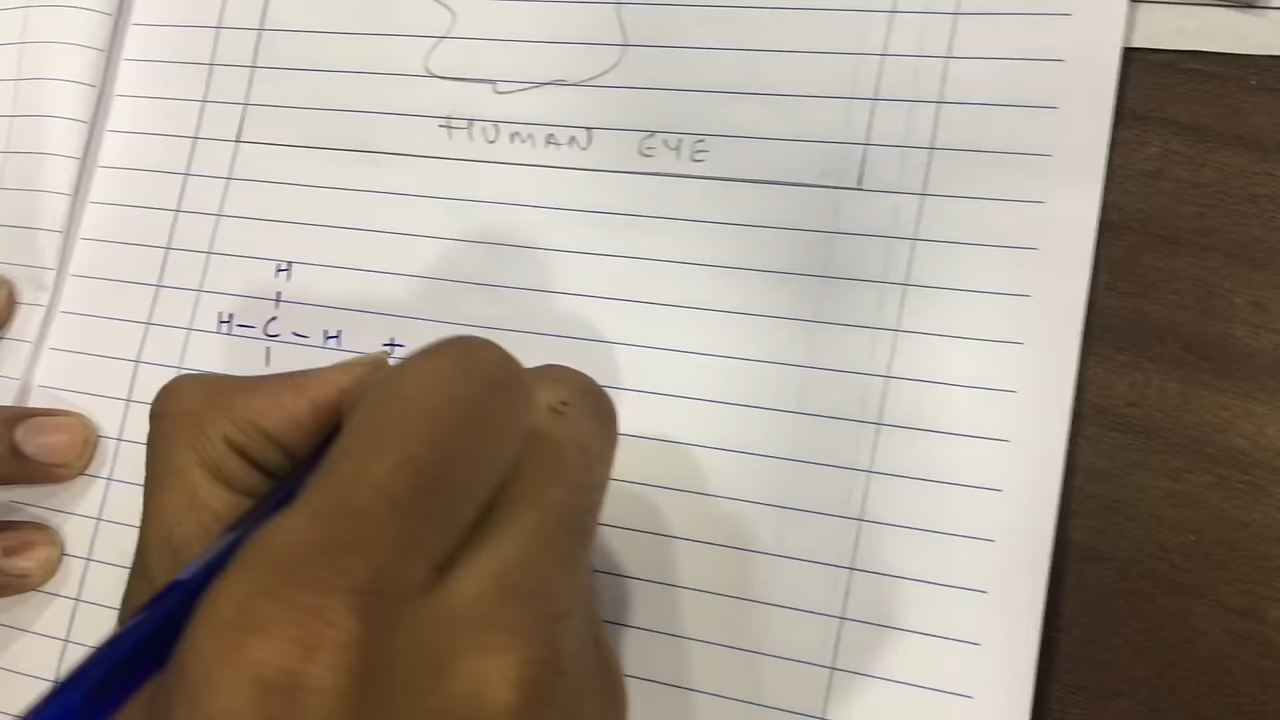 HUMAN EYE
H
|
H-C-H +
|